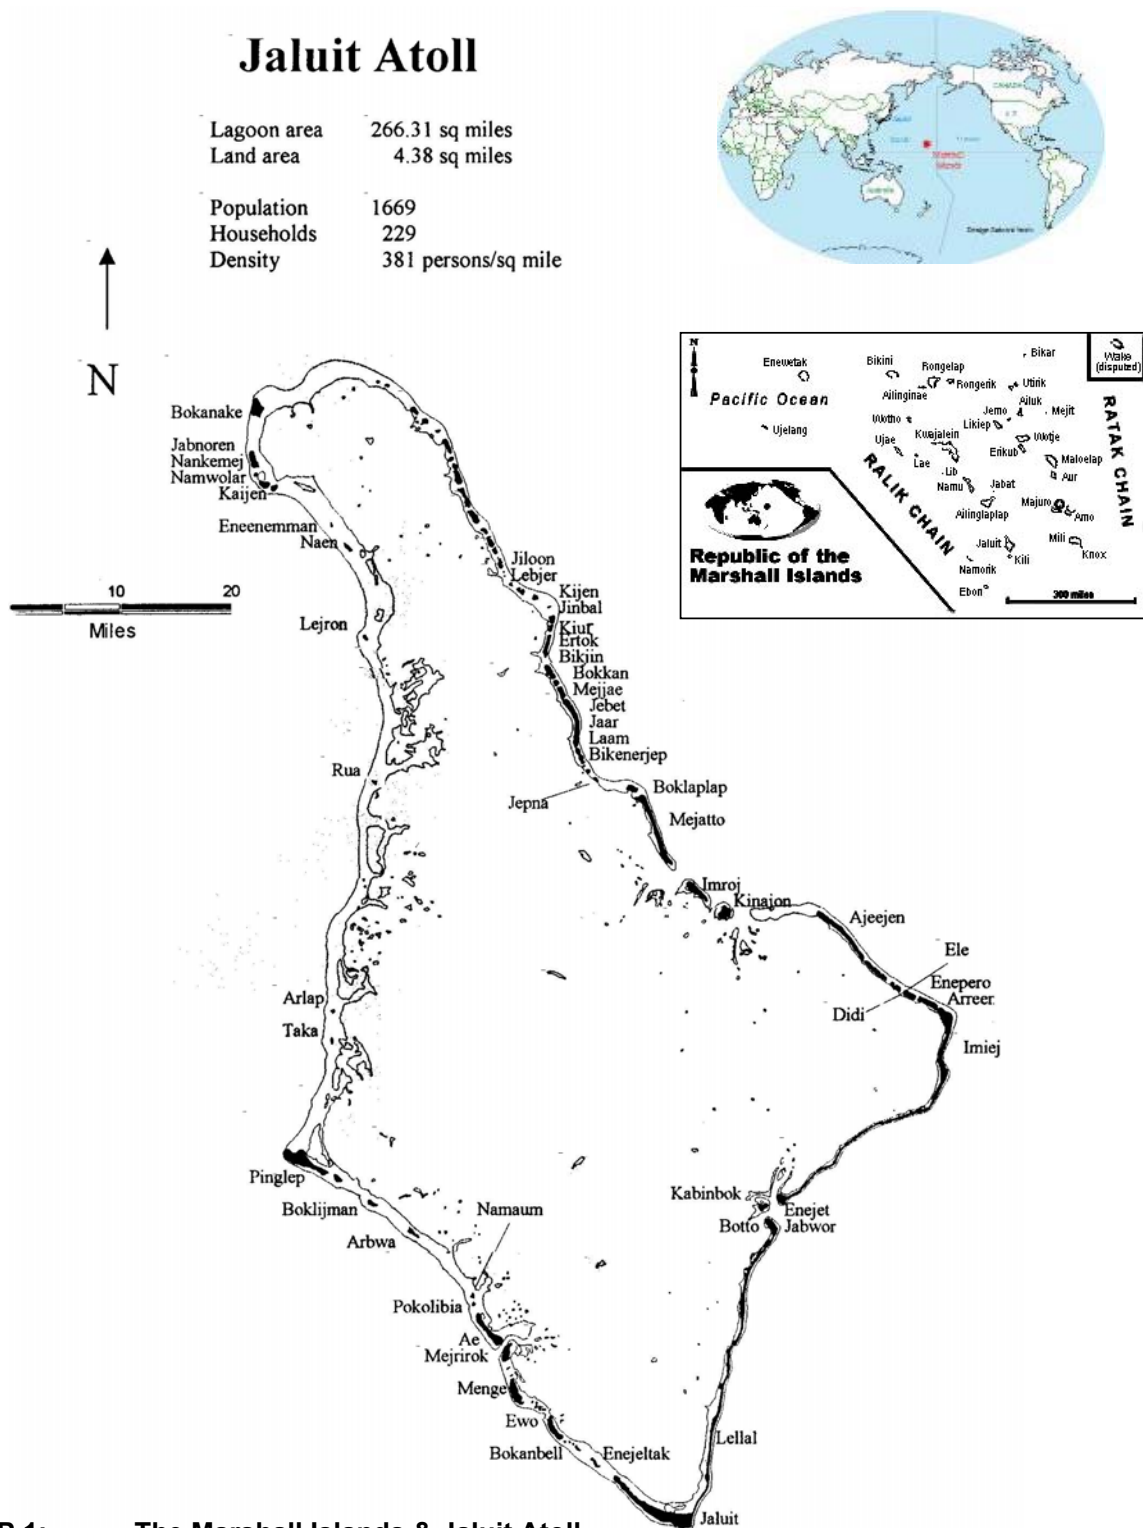 Jaluit Atoll
Lagoon area 266.31 sq miles
Land area 4.38 sq miles
Population 1669
Households 229
Density 381 persons/sq mile
N
10 20
Miles
CANADA
Australia
N
Pacific Ocean
Enewetak
Bikini
Rongelap
Bikar
Wake
(disputed)
Ailinginae
Rongerik
Utirik
Ailuk
Jemo
Mejit
Ujelang
Wotho
Likiep
Ujae
Kwajalein
Wotje
Erikub
Lae
Lib
Maloelap
Namu
Jabat
Aur
Majuro
Arno
Ailinglaplap
Jaluit
Mili
Kili
Knox
Namorik
Ebon
RALIK CHAIN
RATAK CHAIN
Republic of the
Marshall Islands
300 miles
Bokanake
Jabnoren
Nankemej
Namwolar
Kaijen
Eneenemman
Naen
Jiloon
Lebjer
Kijen
Jinbal
Lejron
Kiur
Ertok
Bikjin
Bokkan
Mejjae
Jebet
Jaar
Laam
Bikenerjep
Rua
Jepna
Boklaplap
Mejatto
Imroj
Kinajon
Ajeejen
Ele
Enepero
Arreer
Didi
Imiej
Arlap
Taka
Pinglep
Boklijman
Arbwa
Namaum
Kabinbok
Enejet
Botto
Jabwor
Pokolibia
Ae
Mejrirok
Menge
Ewo
Bokanbell
Enejeltak
Lellal
Jaluit